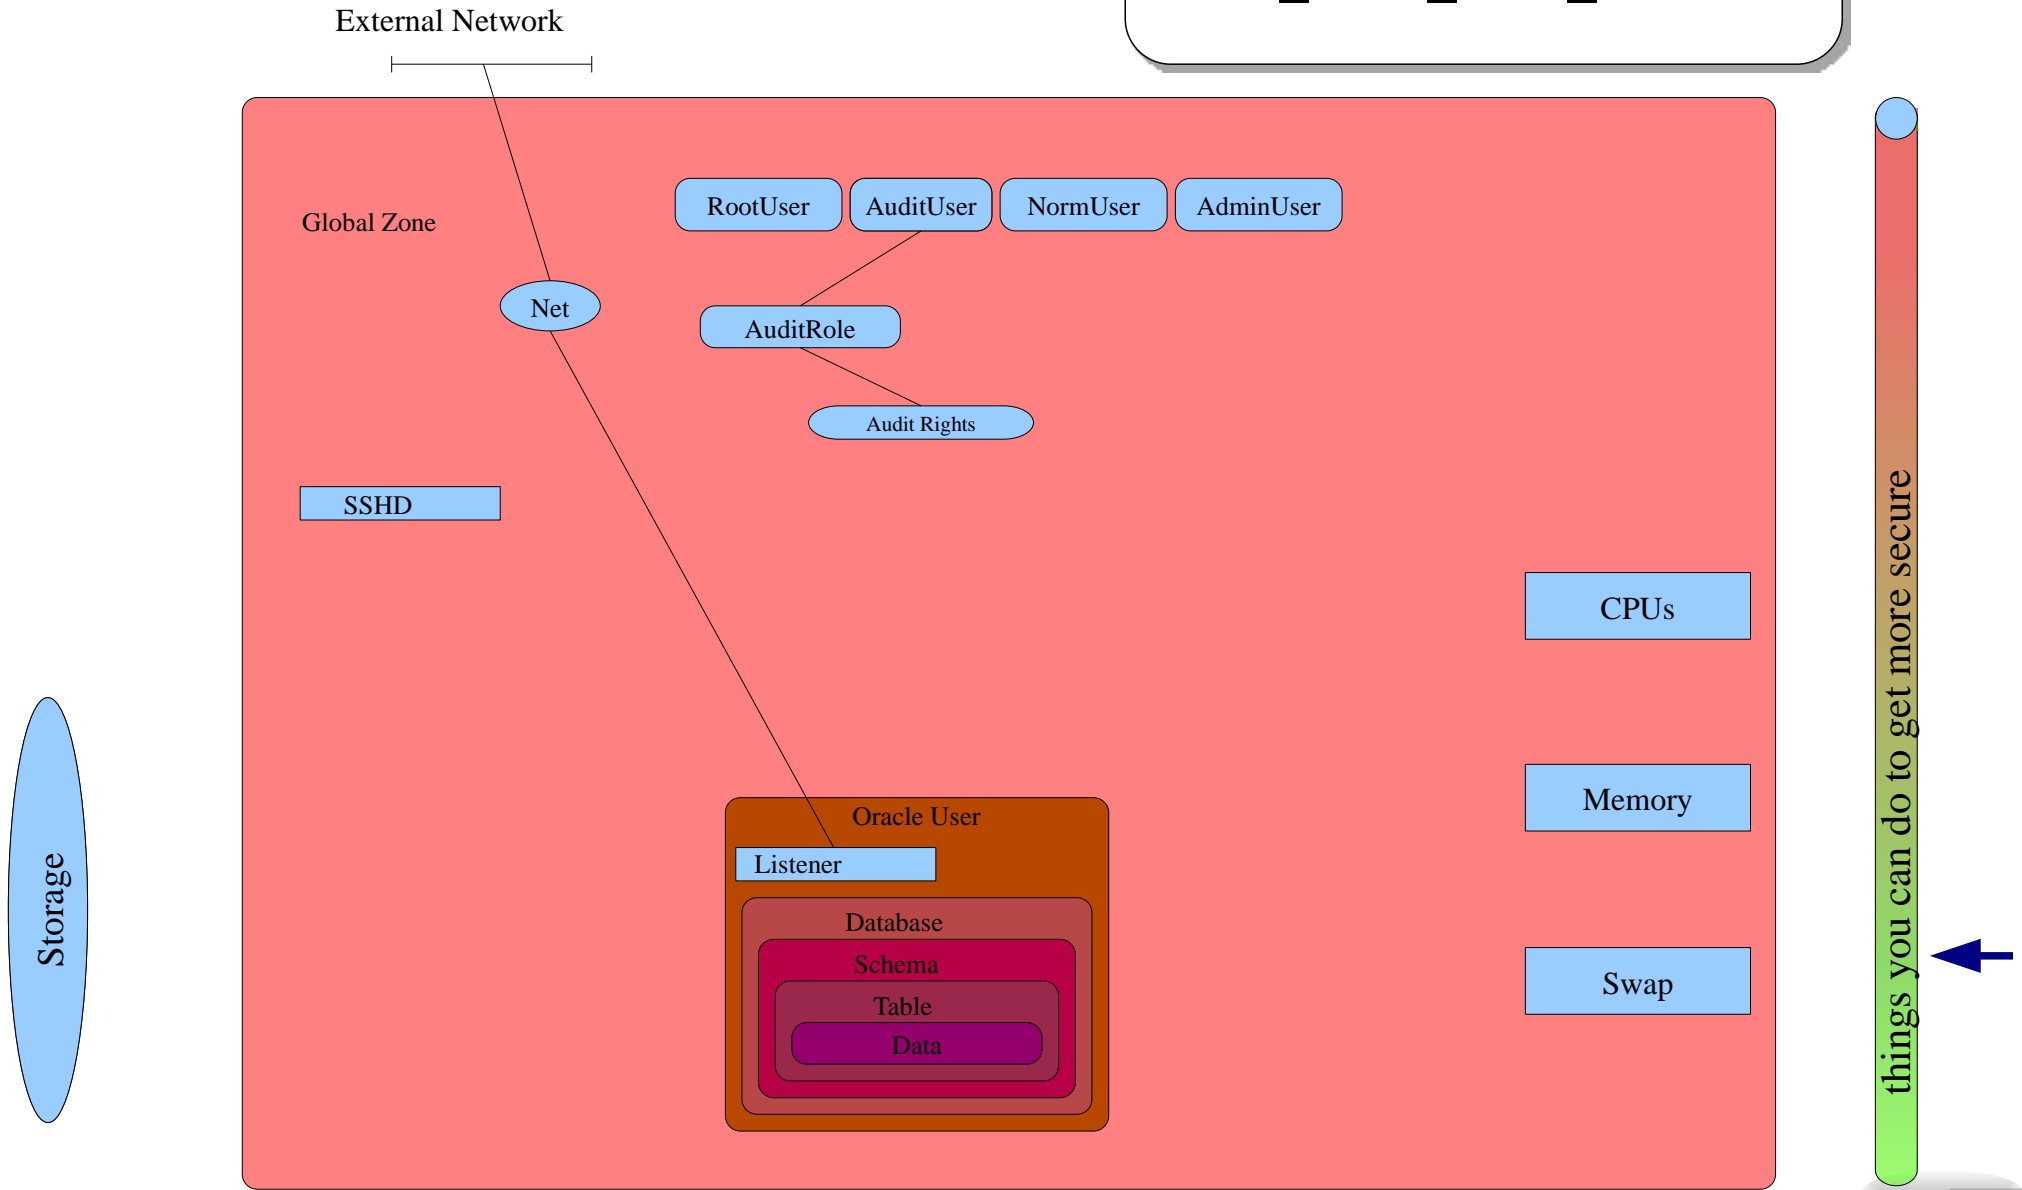 External Network
Global Zone
RootUser
AuditUser
NormUser
AdminUser
Net
AuditRole
Audit Rights
SSHD
CPUs
Memory
Swap
Storage
Oracle User
Listener
Database
Schema
Table
Data
things you can do to get more secure